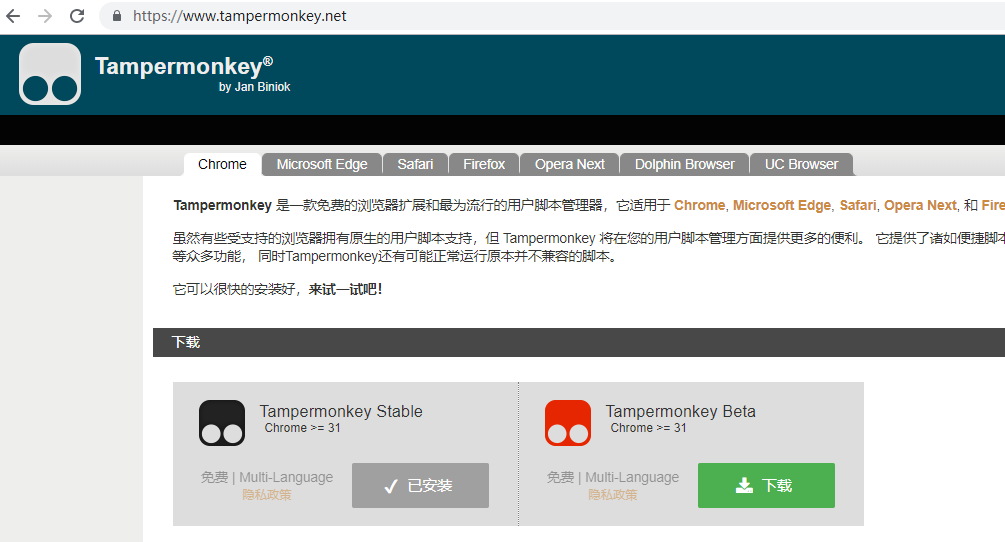 https://www.tampermonkey.net
Tampermonkey®
by Jan Biniok
Chrome Microsoft Edge Safari Firefox Opera Next Dolphin Browser UC Browser
Tampermonkey 是一款免费的浏览器扩展和最为流行的用户脚本管理器，它适用于 Chrome, Microsoft Edge, Safari, Opera Next, 和 Fire
虽然有些受支持的浏览器拥有原生的用户脚本支持，但 Tampermonkey 将在您的用户脚本管理方面提供更多的便利。 它提供了诸如便捷脚本
等众多功能， 同时Tampermonkey还有可能正常运行原本并不兼容的脚本。
它可以很快的安装好，来试一试吧！
下载
Tampermonkey Stable
Chrome >= 31
免费 | Multi-Language
隐私政策
已安装
Tampermonkey Beta
Chrome >= 31
免费 | Multi-Language
隐私政策
下载